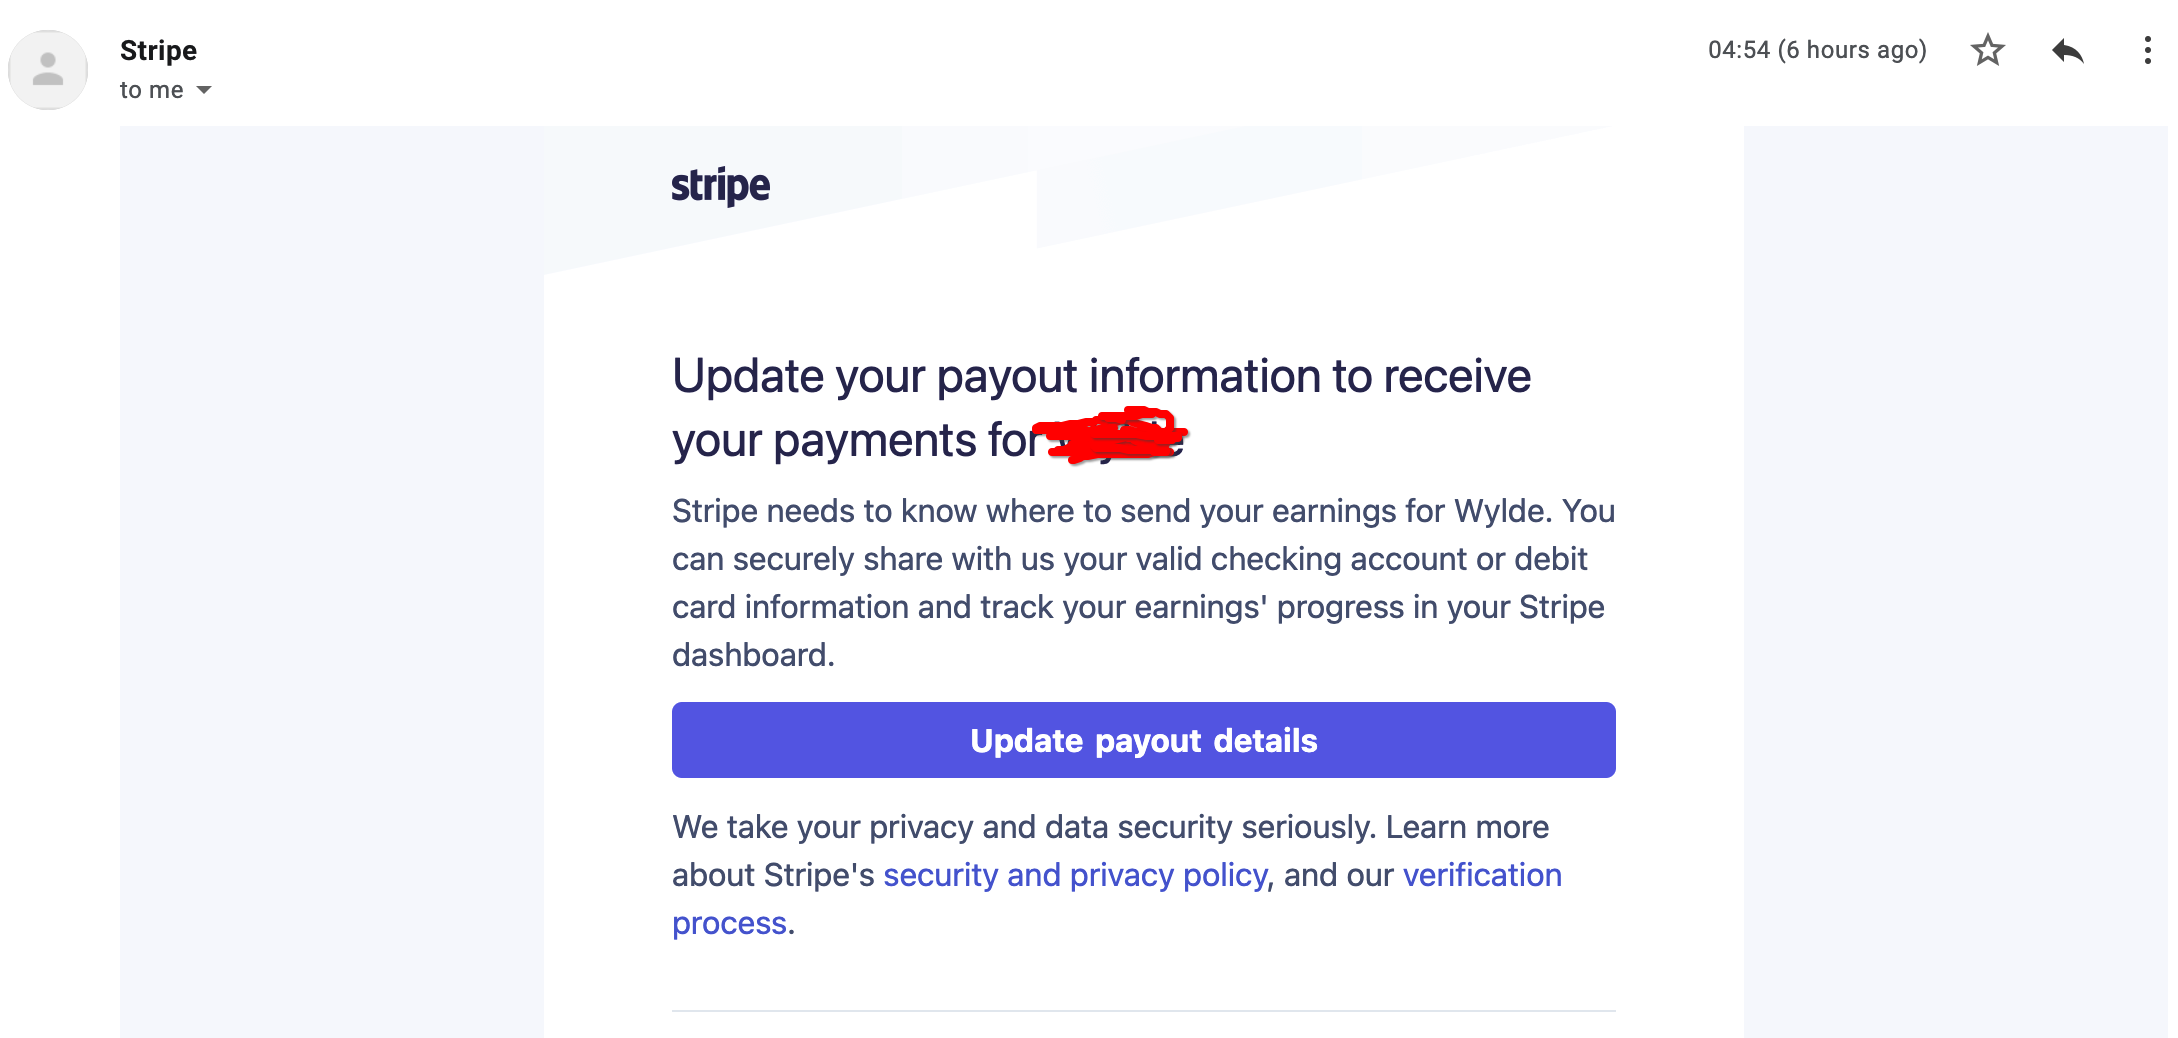 Stripe
04:54 (6 hours ago)
to me
stripe
Update your payout information to receive
your payments for
Stripe needs to know where to send your earnings for Wylde. You
can securely share with us your valid checking account or debit
card information and track your earnings' progress in your Stripe
dashboard.
Update payout details
We take your privacy and data security seriously. Learn more
about Stripe's security and privacy policy, and our verification
process.